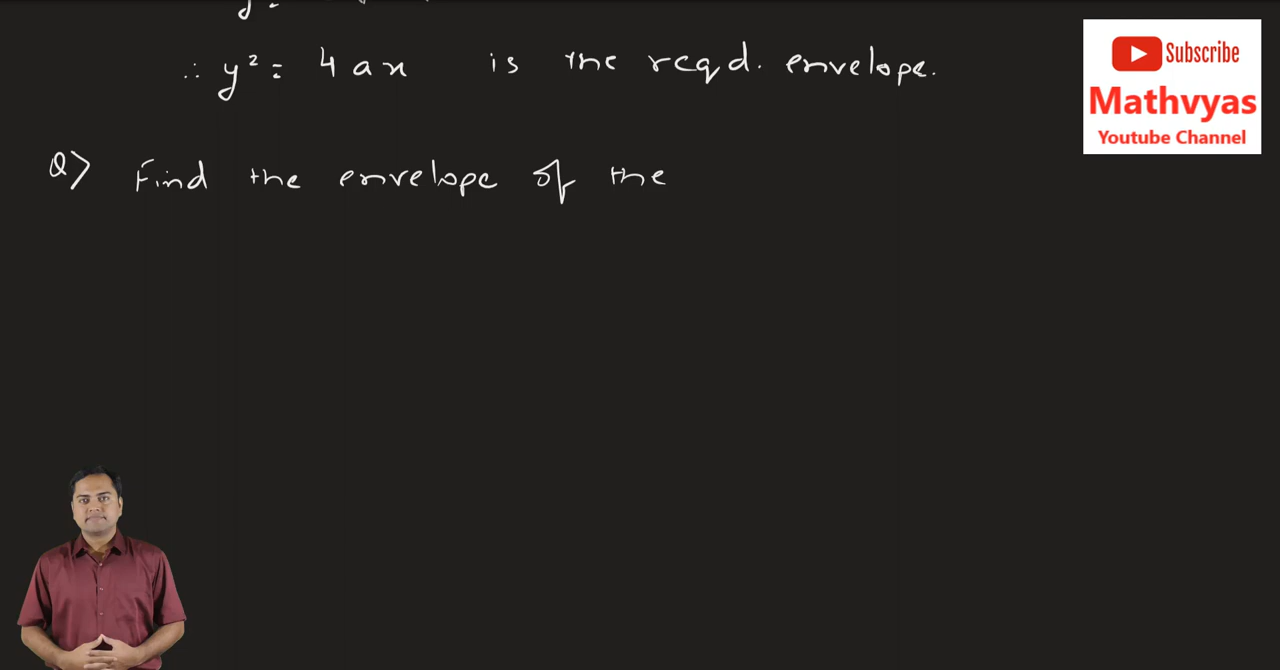 ∴ y² = 4ax is the reqd. envelope.
Subscribe
Mathvyas
Youtube Channel
Q> Find the envelope of the